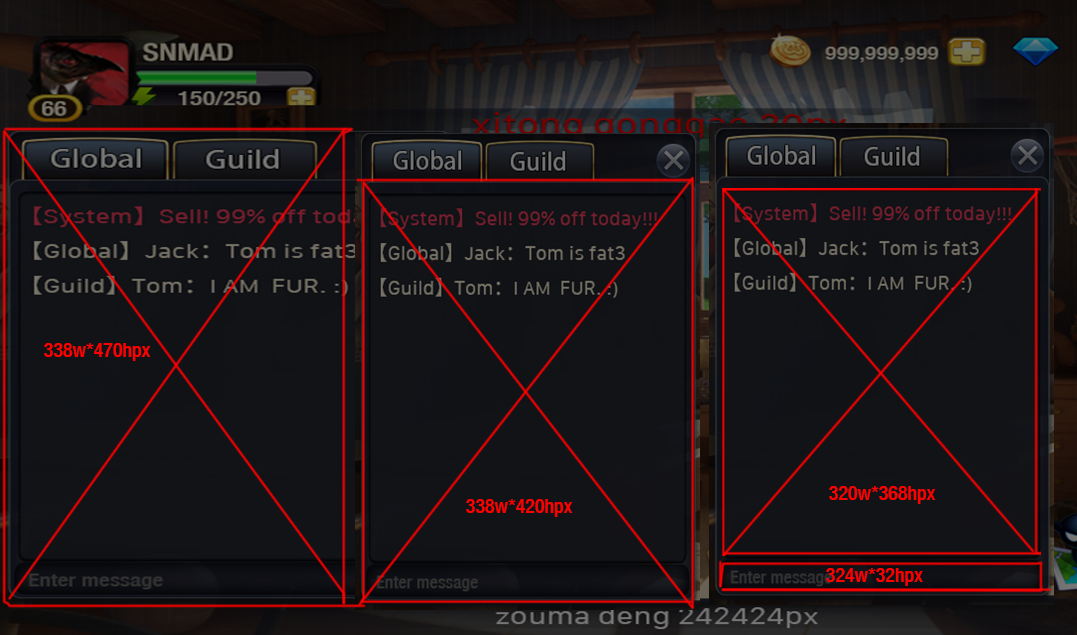 SNMAD
999,999,999
150/250
66
xitong gonggao 30px
Global Guild
【System】 Sell! 99% off tod
【Global】 Jack: Tom is fat3
【Guild】 Tom: I AM FUR. :)
338w*470hpx
Enter message
Global Guild
【System】 Sell! 99% off today!!!
【Global】 Jack: Tom is fat3
【Guild】 Tom: I AM FUR. :)
338w*420hpx
Enter message
Global Guild
【System】 Sell! 99% off today!!!
【Global】 Jack: Tom is fat3
【Guild】 Tom: I AM FUR. :)
320w*368hpx
Enter message 324w*32hpx
zouma deng 242424px